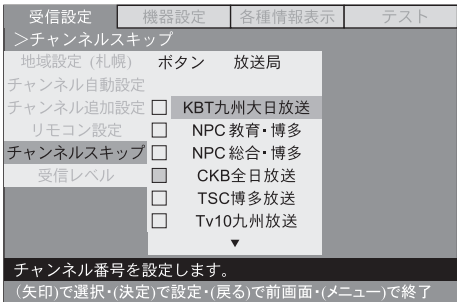 受信設定 機器設定 各種情報表示 テスト
＞チャンネルスキップ
地域設定 (札幌) ボタン 放送局
チャンネル自動設定
チャンネル追加設定 □ KBT九州大日放送
リモコン設定 □ NPC教育・博多
チャンネルスキップ □ NPC総合・博多
受信レベル □ CKB全日放送
□ TSC博多放送
□ Tv10九州放送
▼
チャンネル番号を設定します。
（矢印)で選択・(決定)で設定・(戻る)で前画面・(メニュー)で終了